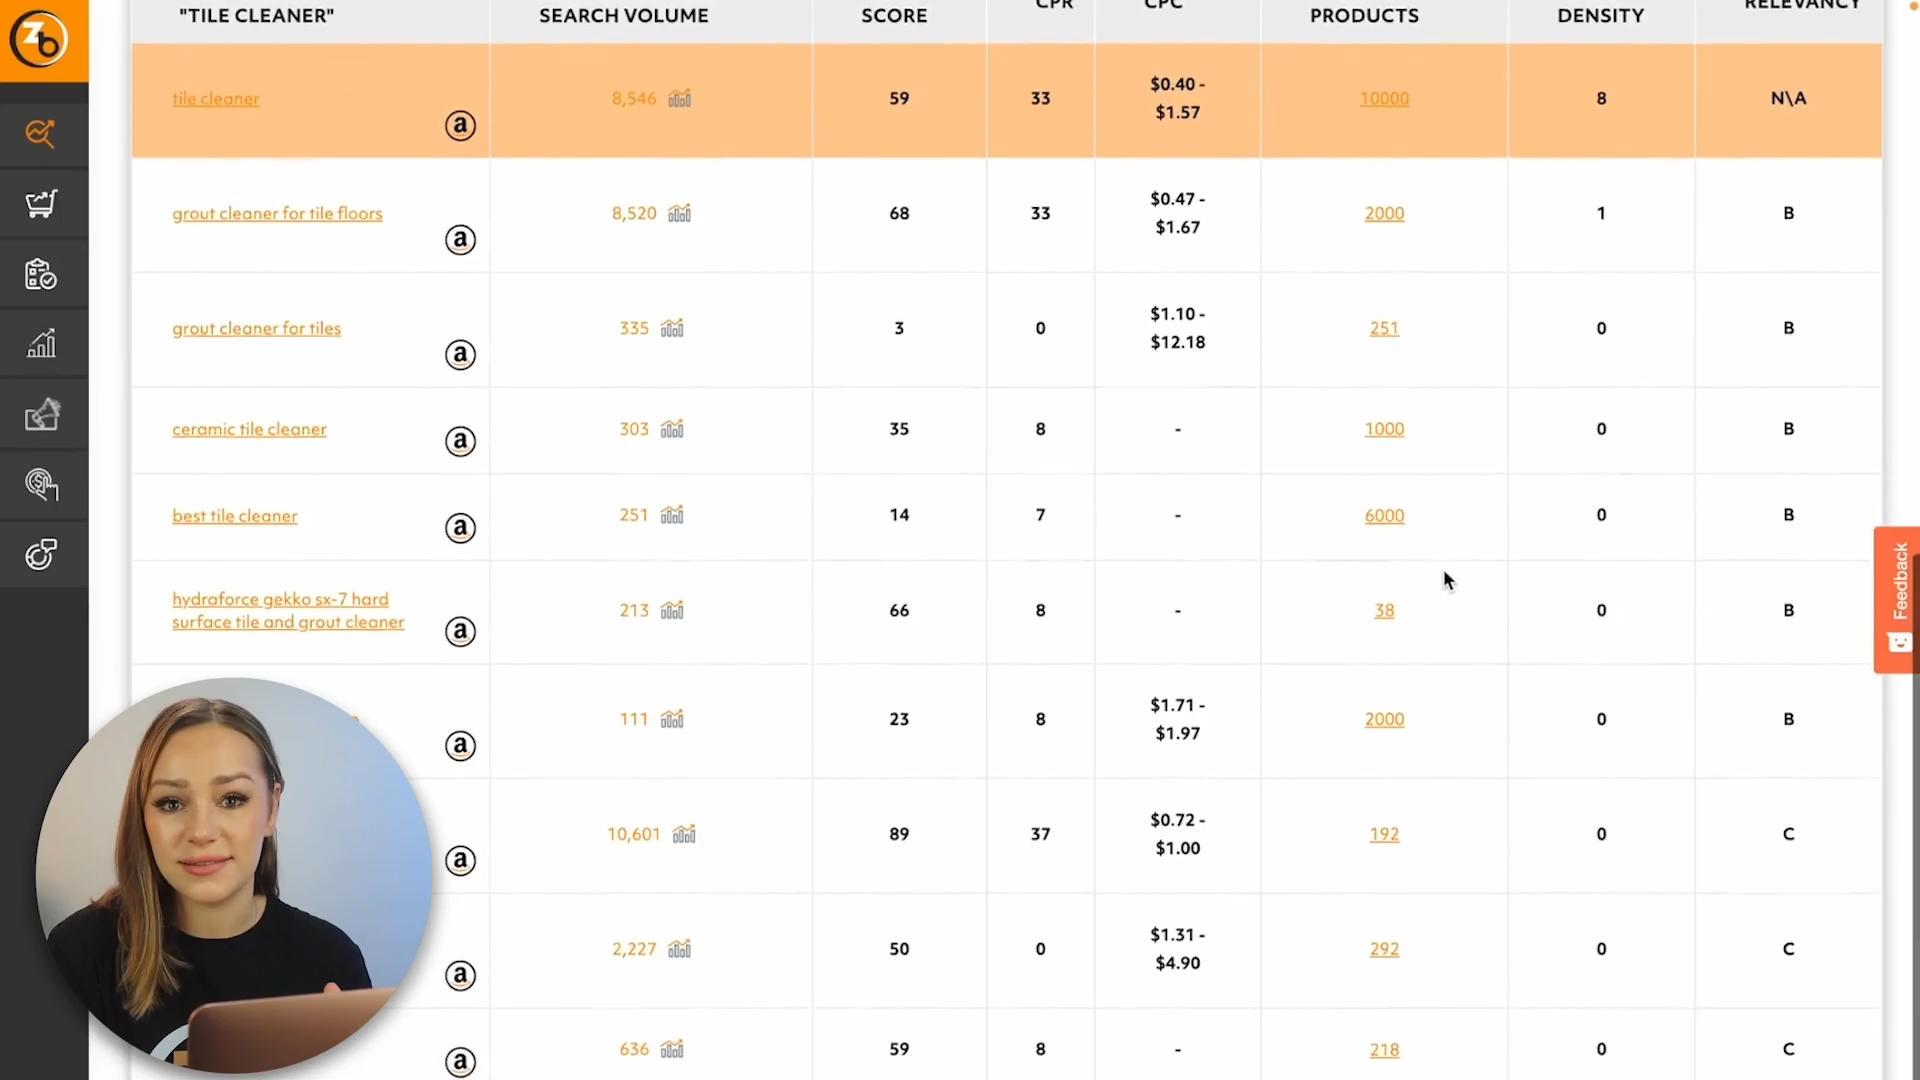 "TILE CLEANER" SEARCH VOLUME SCORE CPR CPC PRODUCTS DENSITY RELEVANCY
tile cleaner a 8,546 59 33 $0.40 - $1.57 10000 8 N\A
grout cleaner for tile floors a 8,520 68 33 $0.47 - $1.67 2000 1 B
grout cleaner for tiles a 335 3 0 $1.10 - $12.18 251 0 B
ceramic tile cleaner a 303 35 8 - 1000 0 B
best tile cleaner a 251 14 7 - 6000 0 B
hydraforce gekko sx-7 hard
surface tile and grout cleaner a 213 66 8 - 38 0 B
a 111 23 8 $1.71 - $1.97 2000 0 B
a 10,601 89 37 $0.72 - $1.00 192 0 C
a 2,227 50 0 $1.31 - $4.90 292 0 C
a 636 59 8 - 218 0 C
Feedback
Zb